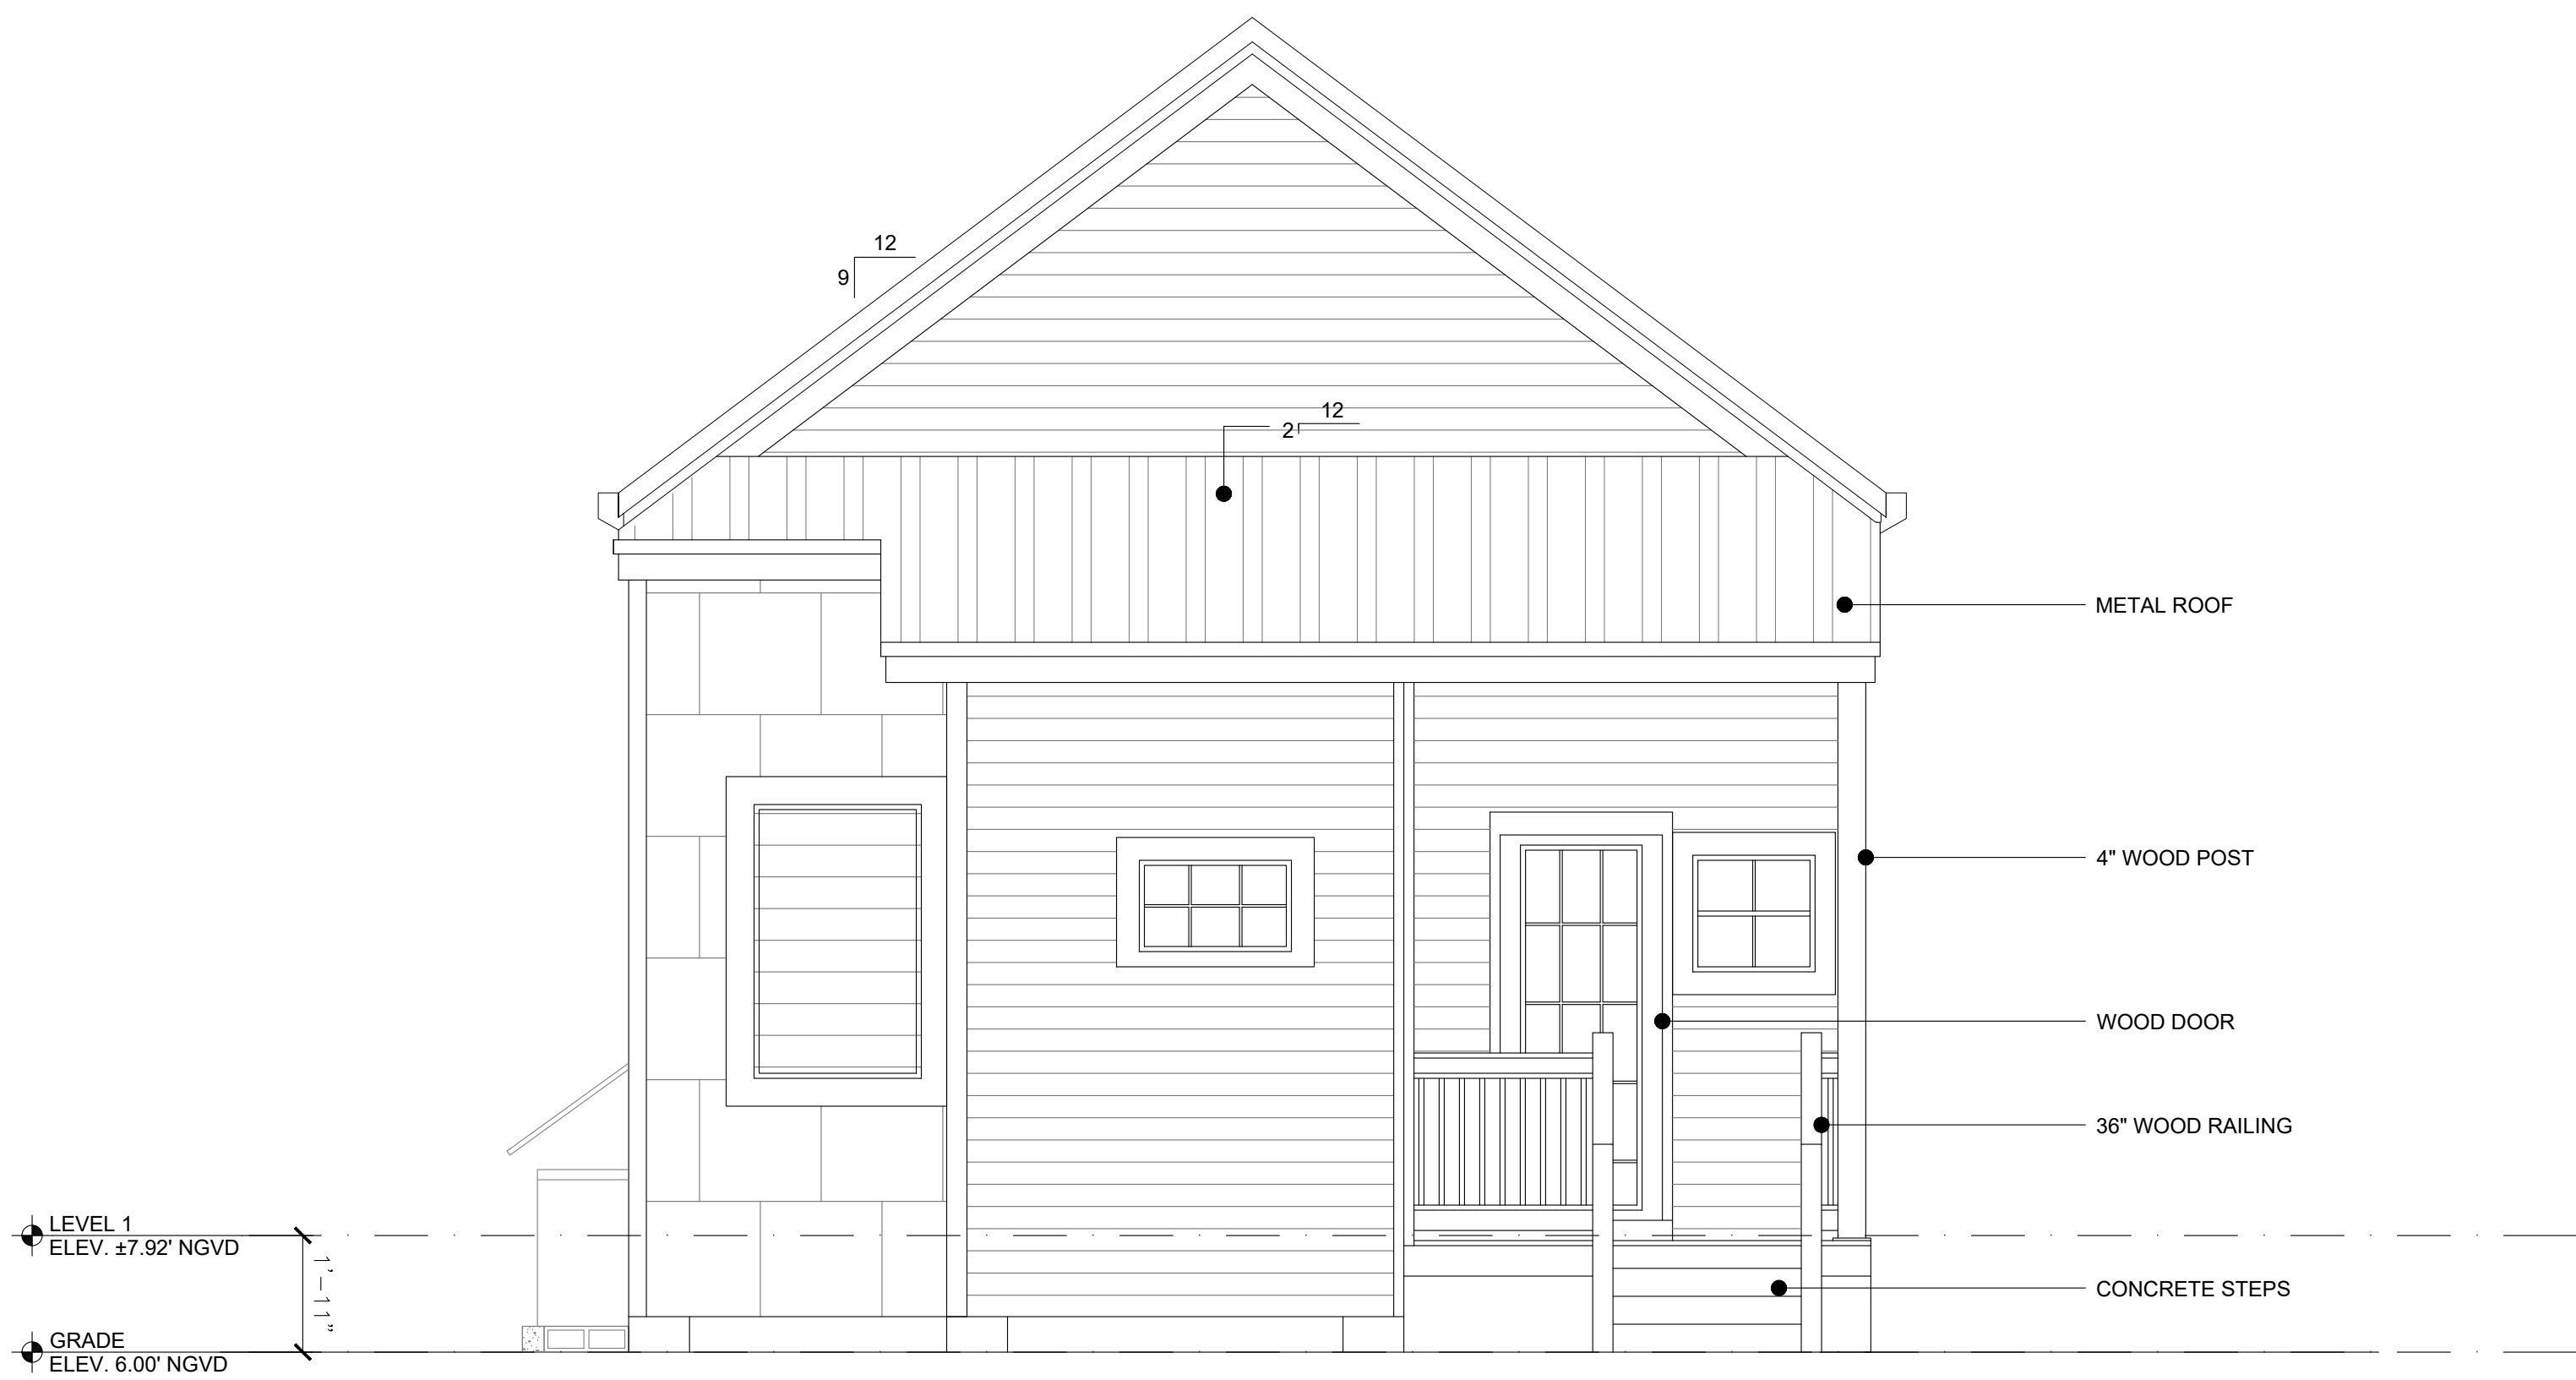 12
9
12
2
METAL ROOF
4" WOOD POST
WOOD DOOR
36" WOOD RAILING
LEVEL 1
ELEV. ±7.92' NGVD
1'-11"
CONCRETE STEPS
GRADE
ELEV. 6.00' NGVD